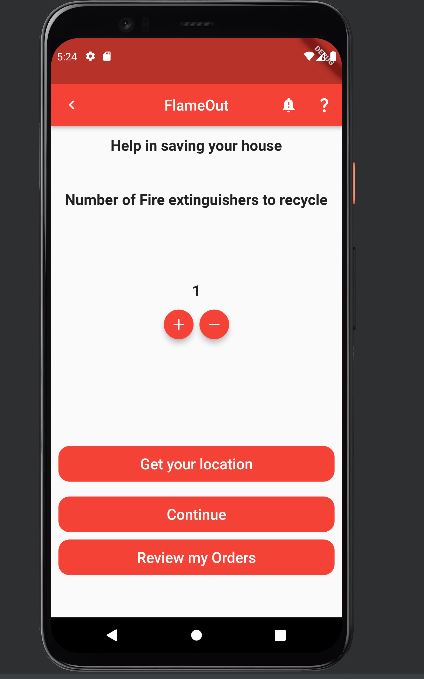 5:24
DEBUG
FlameOut
Help in saving your house
Number of Fire extinguishers to recycle
1
Get your location
Continue
Review my Orders